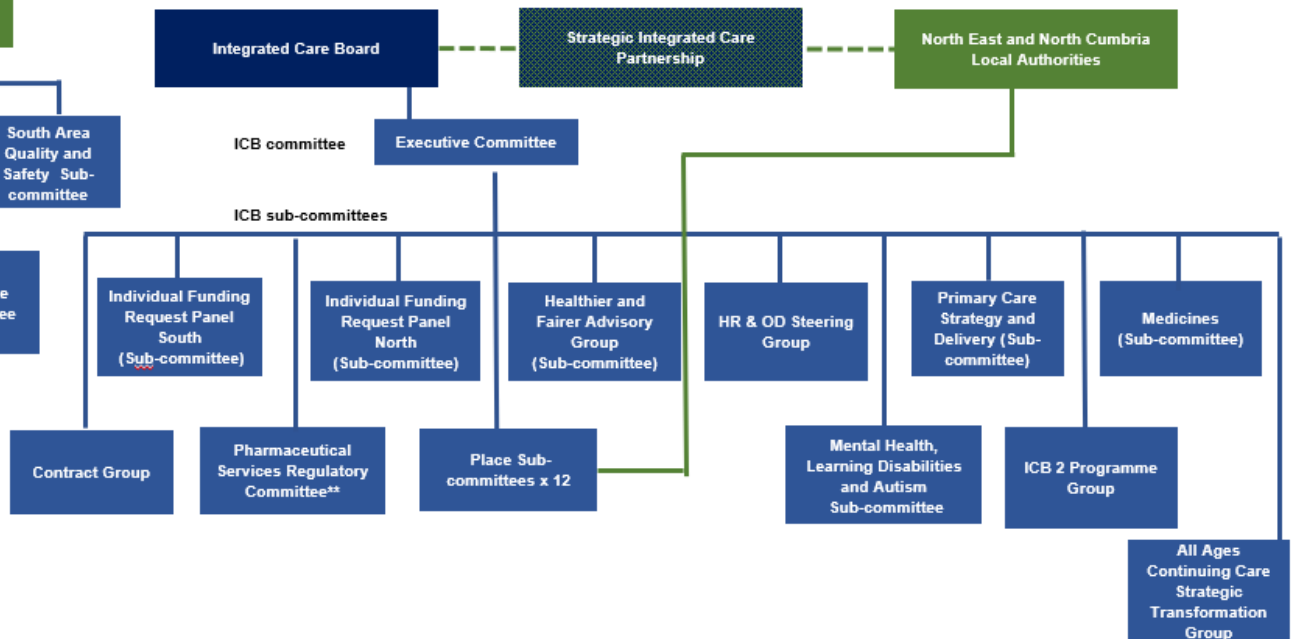 Integrated Care Board
Strategic Integrated Care
Partnership
North East and North Cumbria
Local Authorities
South Area
Quality and
Safety Sub-
committee
ICB committee
Executive Committee
ICB sub-committees
Individual Funding
Request Panel
South
(Sub-committee)
Individual Funding
Request Panel
North
(Sub-committee)
Healthier and
Fairer Advisory
Group
(Sub-committee)
HR & OD Steering
Group
Primary Care
Strategy and
Delivery (Sub-
committee)
Medicines
(Sub-committee)
Contract Group
Pharmaceutical
Services Regulatory
Committee**
Place Sub-
committees x 12
Mental Health,
Learning Disabilities
and Autism
Sub-committee
ICB 2 Programme
Group
All Ages
Continuing Care
Strategic
Transformation
Group